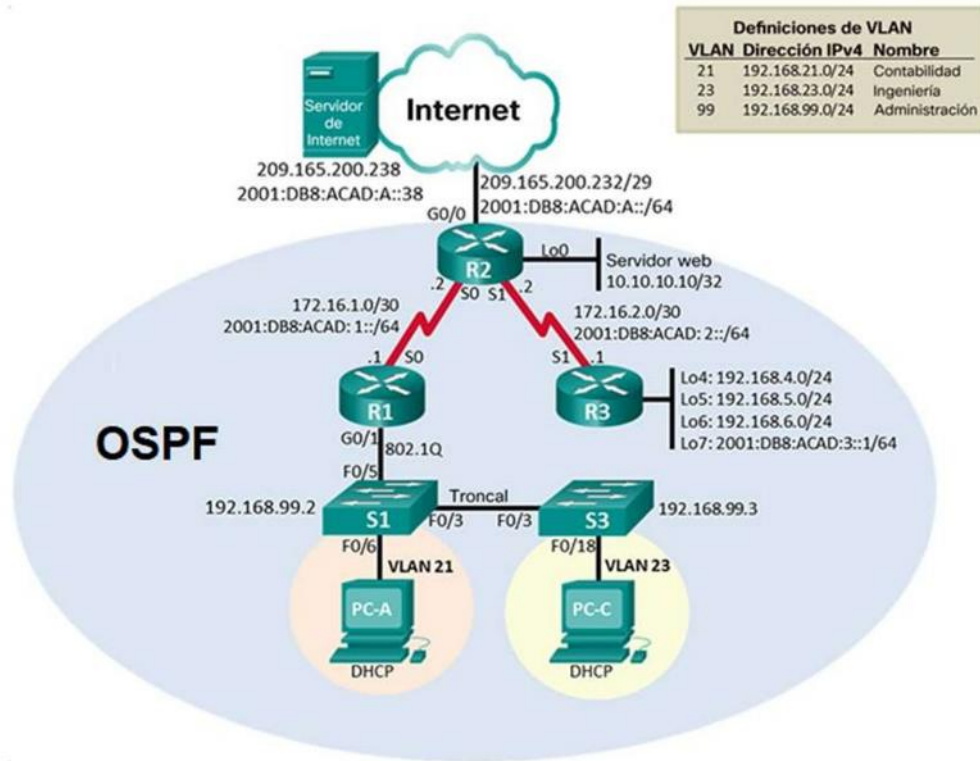 Definiciones de VLAN
VLAN Dirección IPv4 Nombre
21 192.168.21.0/24 Contabilidad
23 192.168.23.0/24 Ingeniería
99 192.168.99.0/24 Administración
Servidor
de
Internet
Internet
209.165.200.238
2001:DB8:ACAD:A::38
209.165.200.232/29
2001:DB8:ACAD:A::/64
G0/0
R2
Lo0
Servidor web
10.10.10.10/32
.2
S0
S1
.2
172.16.1.0/30
2001:DB8:ACAD: 1::/64
172.16.2.0/30
2001:DB8:ACAD: 2::/64
.1
S0
S1
.1
R1
R3
Lo4: 192.168.4.0/24
Lo5: 192.168.5.0/24
Lo6: 192.168.6.0/24
Lo7: 2001:DB8:ACAD:3::1/64
OSPF
G0/1
802.1Q
F0/5
192.168.99.2
S1
Troncal
F0/3
F0/3
S3
192.168.99.3
F0/6
F0/18
VLAN 21
VLAN 23
PC-A
PC-C
DHCP
DHCP